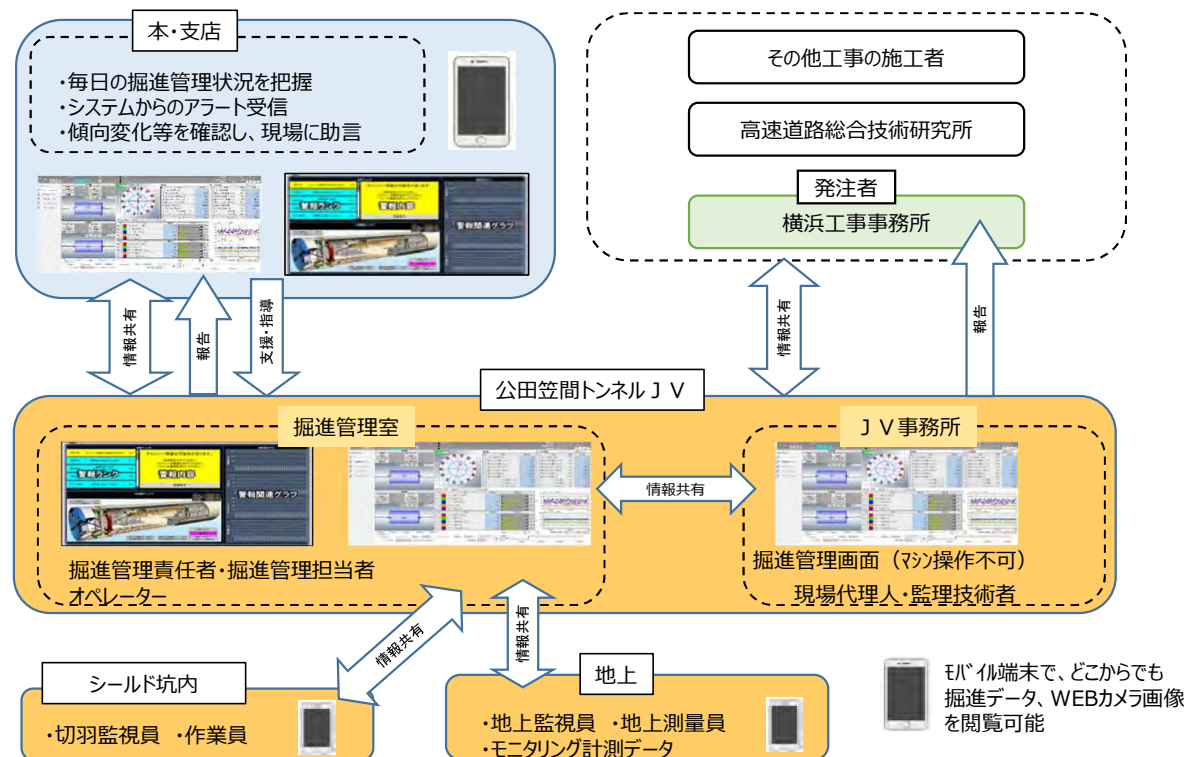 本・支店
・毎日の掘進管理状況を把握
・システムからのアラート受信
・傾向変化等を確認し、現場に助言
警報ランク
警報内容
警報関連グラフ
その他工事の施工者
高速道路総合技術研究所
発注者
横浜工事事務所
情報共有
報告
支援・指導
情報共有
報告
公田笠間トンネルJV
掘進管理室
JV事務所
警報ランク
警報内容
警報関連グラフ
情報共有
掘進管理責任者・掘進管理担当者
オペレーター
掘進管理画面（マシン操作不可）
現場代理人・監理技術者
情報共有
情報共有
シールド坑内
・切羽監視員 ・作業員
地上
・地上監視員 ・地上測量員
・モニタリング計測データ
モバイル端末で、どこからでも
掘進データ、WEBカメラ画像
を閲覧可能